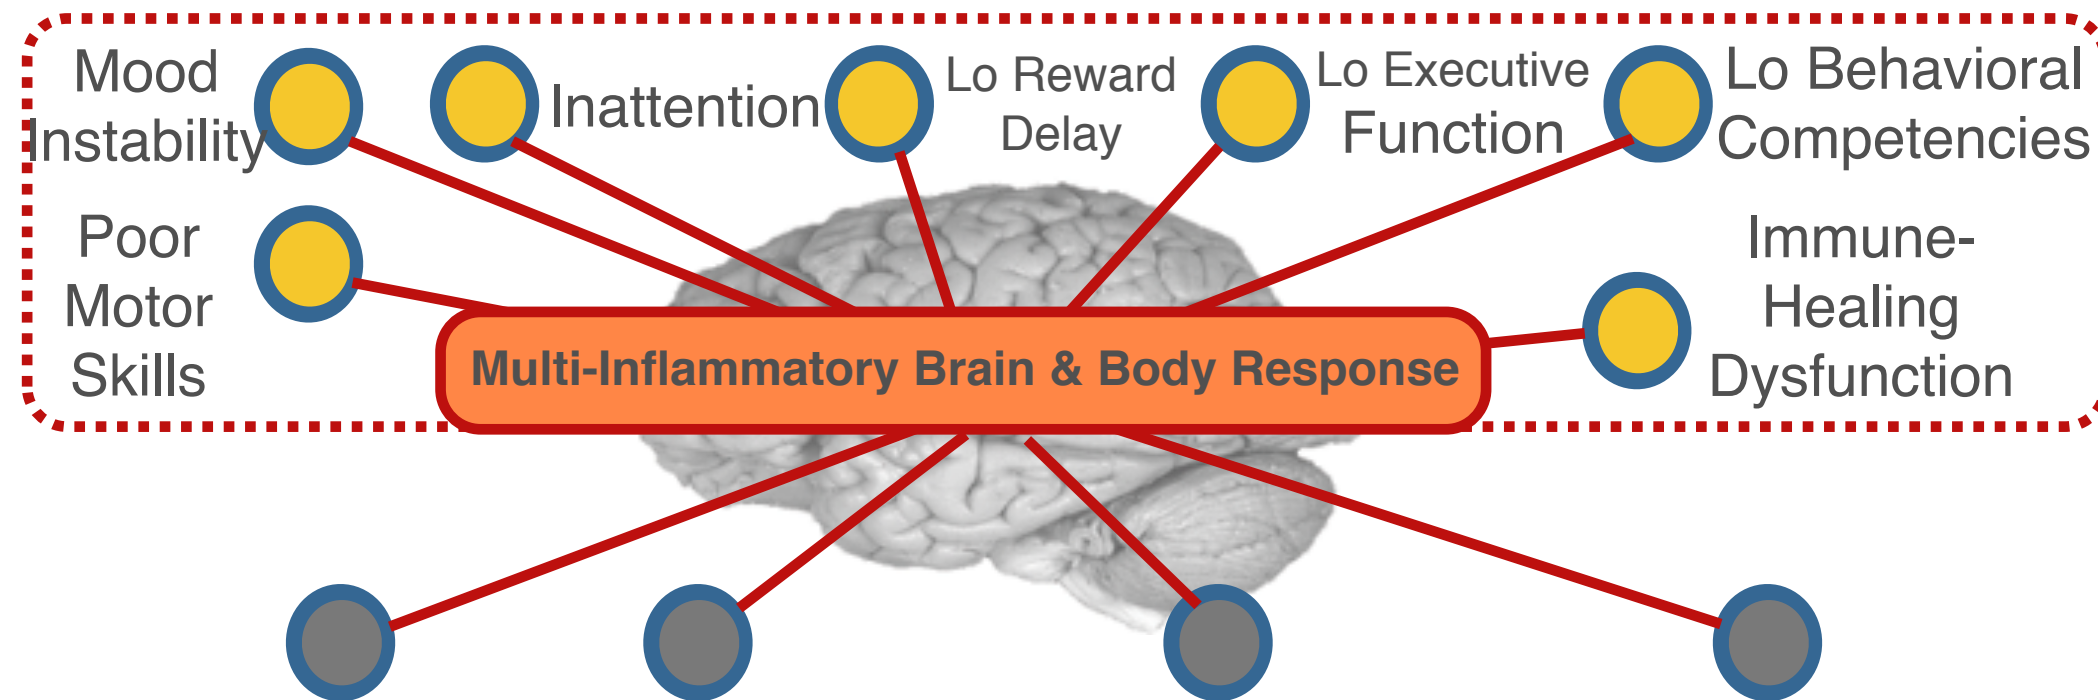 Mood
Instability
Inattention
Lo Reward
Delay
Lo Executive
Function
Lo Behavioral
Competencies
Poor
Motor
Skills
Immune-
Healing
Dysfunction
Multi-Inflammatory Brain & Body Response